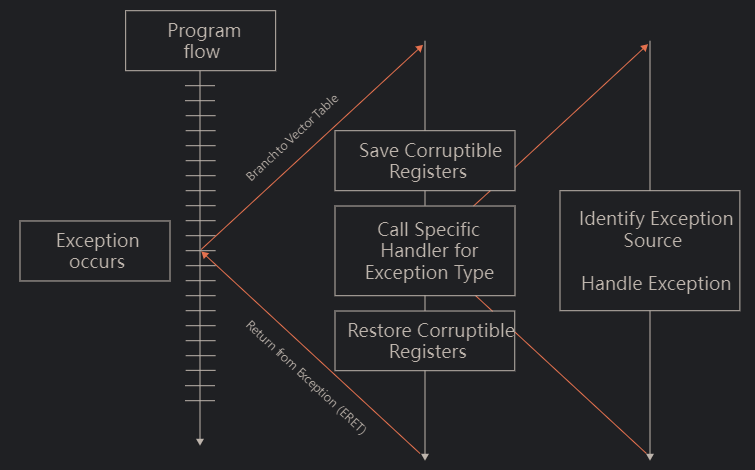 Program
flow
Branch to Vector Table
Save Corruptible
Registers
Exception
occurs
Call Specific
Handler for
Exception Type
Identify Exception
Source
Handle Exception
Restore Corruptible
Registers
Return from Exception (ERET)